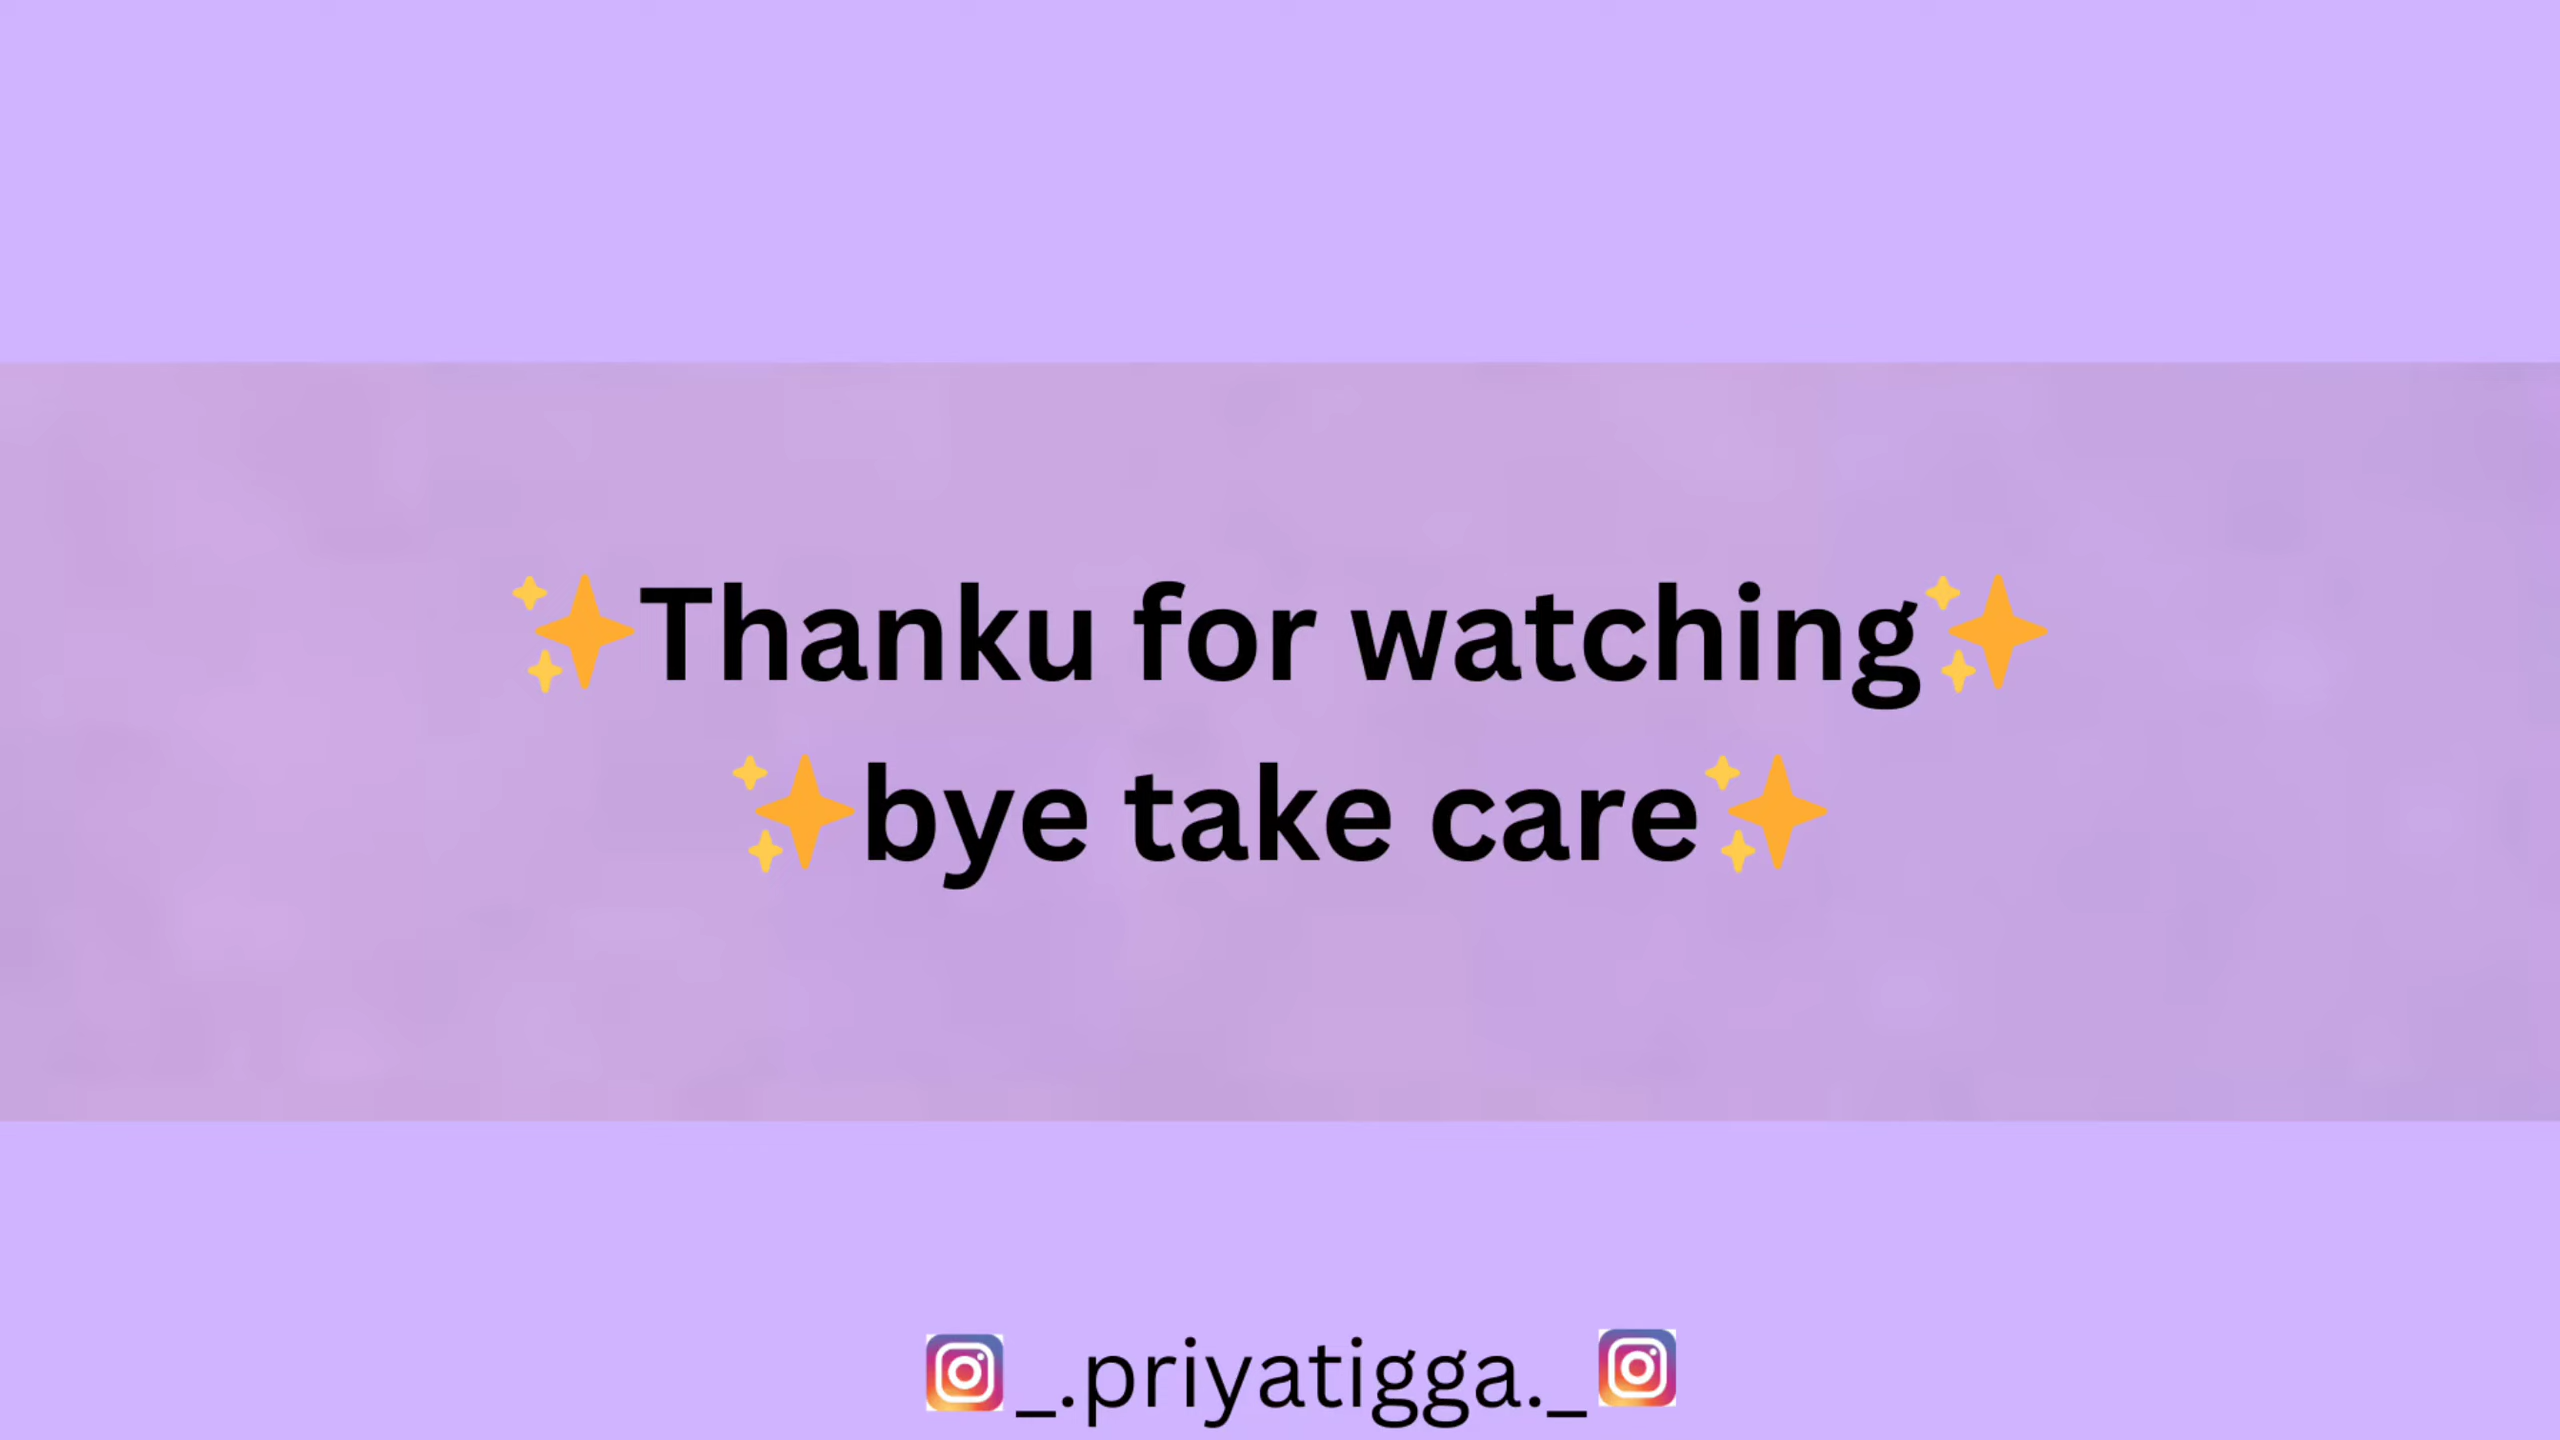 ✨Thanku for watching✨
✨bye take care✨
_.priyatigga._